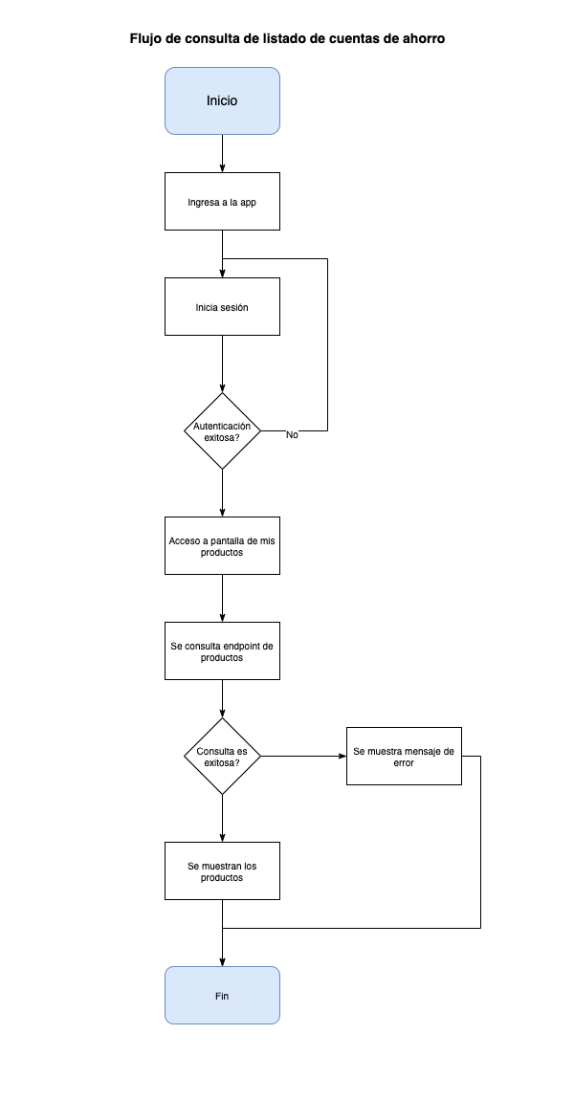 Flujo de consulta de listado de cuentas de ahorro
Inicio
Ingresa a la app
Inicia sesión
Autenticación
exitosa?
No
Acceso a pantalla de mis
productos
Se consulta endpoint de
productos
Consulta es
exitosa?
Se muestra mensaje de
error
Se muestran los
productos
Fin